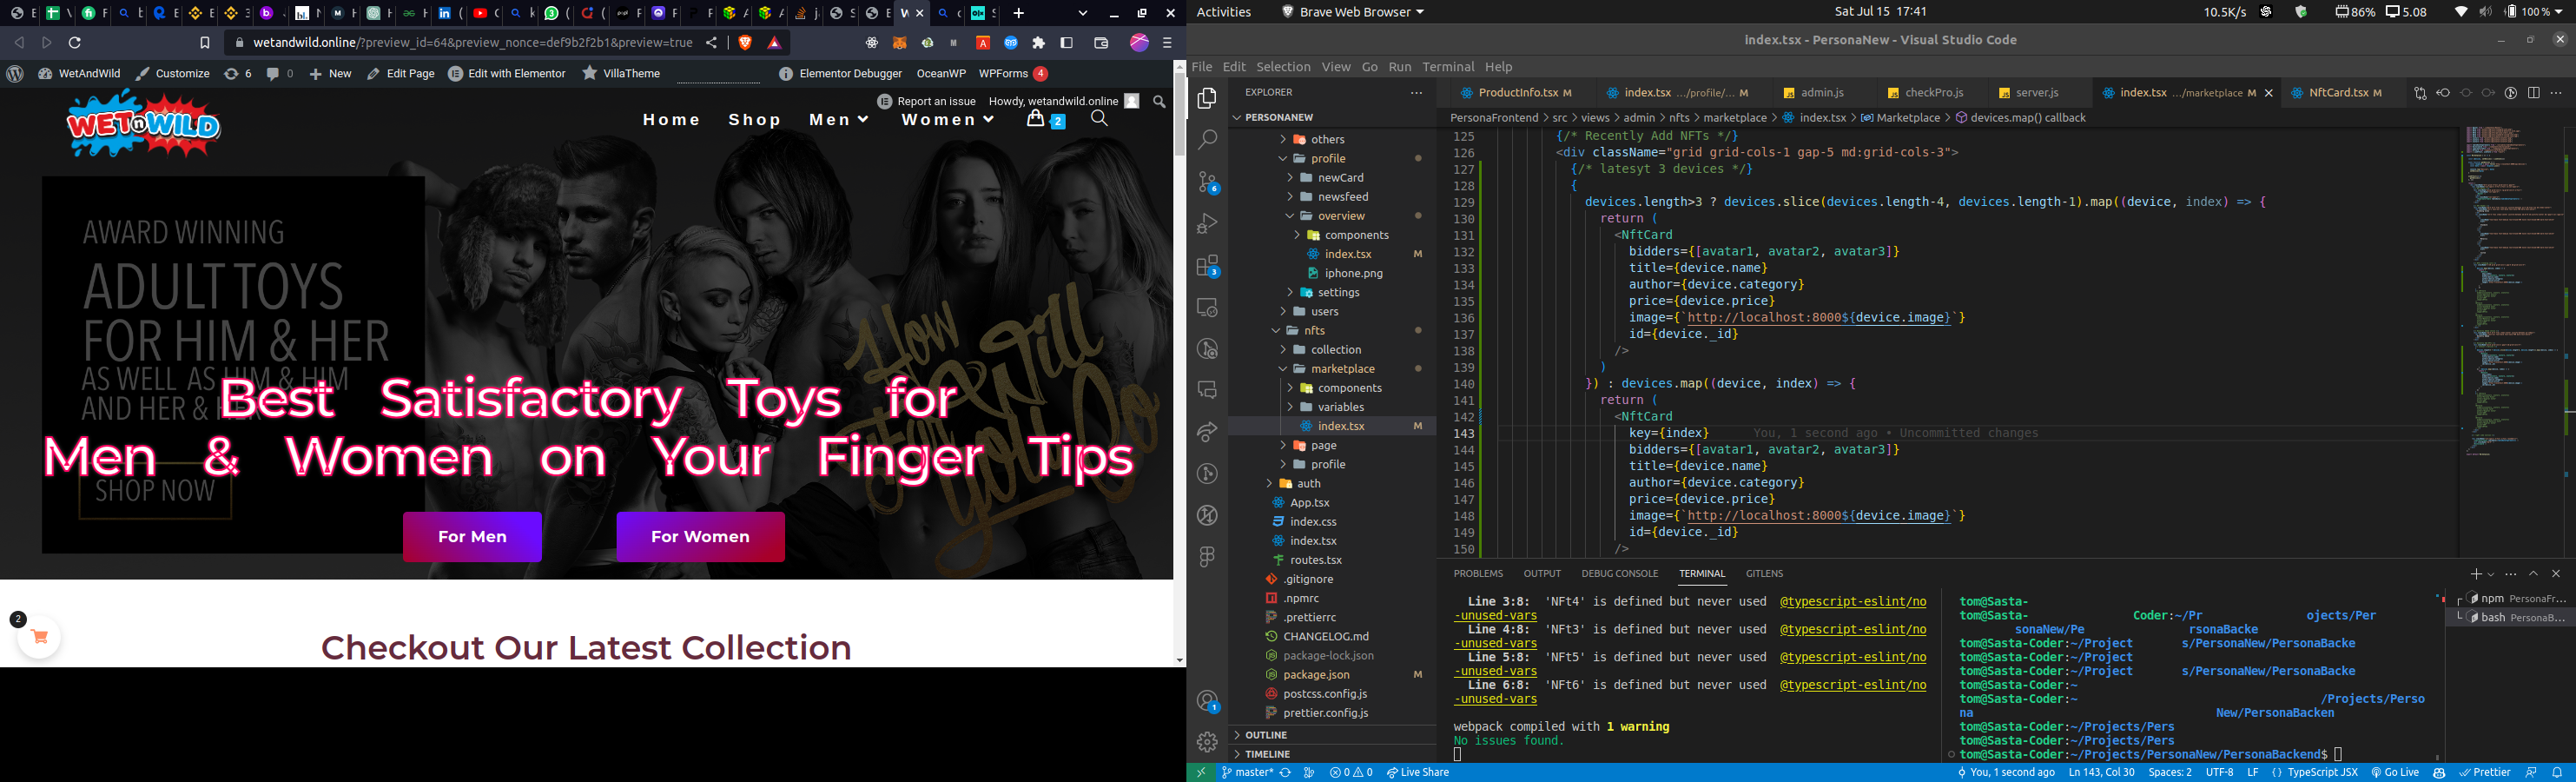 wetandwild.online/?preview_id=64&preview_nonce=def9b2f2b1&preview=true
WetAndWild Customize 6 0 New Edit Page Edit with Elementor VillaTheme Elementor Debugger OceanWP WPForms 4
Report an issue Howdy, wetandwild.online
WET n WILD
Home Shop Men Women 2
AWARD WINNING
ADULT TOYS
FOR HIM & HER
AS WELL AS HIM & HIM
AND HER & HER
SHOP NOW
How
Far Will
You Go
Best Satisfactory Toys for
Men & Women on Your Finger Tips
For Men For Women
2
Checkout Our Latest Collection
Activities Brave Web Browser Sat Jul 15 17:41 10.5K/s 86% 5.08 100 %
index.tsx - PersonaNew - Visual Studio Code
File Edit Selection View Go Run Terminal Help
EXPLORER
PERSONANEW
others
profile
newCard
newsfeed
overview
components
index.tsx M
iphone.png
settings
users
nfts
collection
marketplace
components
variables
index.tsx M
page
profile
auth
App.tsx
index.css
index.tsx
routes.tsx
.gitignore
.npmrc
.prettierrc
CHANGELOG.md
package-lock.json
package.json M
postcss.config.js
prettier.config.js
OUTLINE
TIMELINE
6
3
1
ProductInfo.tsx M index.tsx .../profile/... M admin.js checkPro.js server.js index.tsx .../marketplace M NftCard.tsx M
PersonaFrontend > src > views > admin > nfts > marketplace > index.tsx > Marketplace > devices.map() callback
125 {/* Recently Add NFTs */}
126 <div className="grid grid-cols-1 gap-5 md:grid-cols-3">
127 {/* latesyt 3 devices */}
128 {
129 devices.length>3 ? devices.slice(devices.length-4, devices.length-1).map((device, index) => {
130 return (
131 <NftCard
132 bidders={[avatar1, avatar2, avatar3]}
133 title={device.name}
134 author={device.category}
135 price={device.price}
136 image={`http://localhost:8000${device.image}`}
137 id={device._id}
138 />
139 )
140 }) : devices.map((device, index) => {
141 return (
142 <NftCard
143 key={index} You, 1 second ago • Uncommitted changes
144 bidders={[avatar1, avatar2, avatar3]}
145 title={device.name}
146 author={device.category}
147 price={device.price}
148 image={`http://localhost:8000${device.image}`}
149 id={device._id}
150 />
PROBLEMS OUTPUT DEBUG CONSOLE TERMINAL GITLENS
Line 3:8: 'NFt4' is defined but never used @typescript-eslint/no
-unused-vars
Line 4:8: 'NFt3' is defined but never used @typescript-eslint/no
-unused-vars
Line 5:8: 'NFt5' is defined but never used @typescript-eslint/no
-unused-vars
Line 6:8: 'NFt6' is defined but never used @typescript-eslint/no
-unused-vars
webpack compiled with 1 warning
No issues found.
tom@Sasta-
tom@Sasta- Coder:~/Pr ojects/Per
sonaNew/Pe rsonaBacke
tom@Sasta-Coder:~/Project s/PersonaNew/PersonaBacke
tom@Sasta-Coder:~/Project
tom@Sasta-Coder:~/Project s/PersonaNew/PersonaBacke
tom@Sasta-Coder:~
tom@Sasta-Coder:~ /Projects/Perso
na New/PersonaBacken
tom@Sasta-Coder:~/Projects/Pers
tom@Sasta-Coder:~/Projects/Pers
tom@Sasta-Coder:~/Projects/PersonaNew/PersonaBackend$
npm PersonaFr...
bash PersonaB...
master* 0 0 Live Share You, 1 second ago Ln 143, Col 30 Spaces: 2 UTF-8 LF {} TypeScript JSX Go Live Prettier